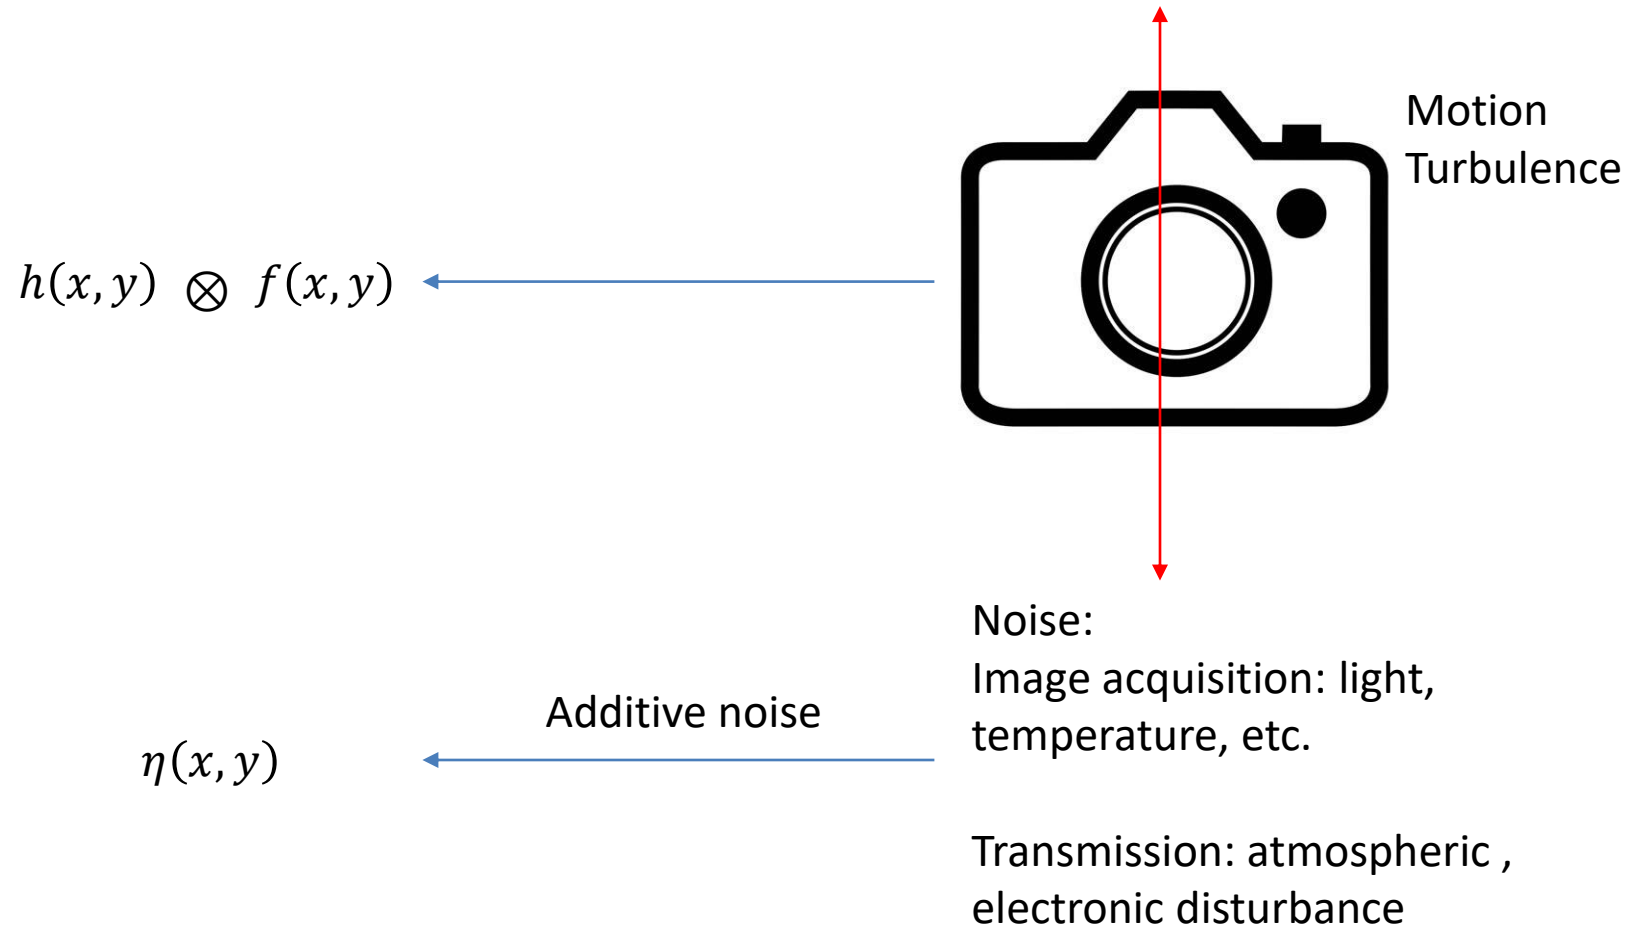 Motion
Turbulence
ℎ(𝑥, 𝑦) ⊗ 𝑓(𝑥, 𝑦)
Noise:
Image acquisition: light,
temperature, etc.
Additive noise
𝜂(𝑥, 𝑦)
Transmission: atmospheric ,
electronic disturbance